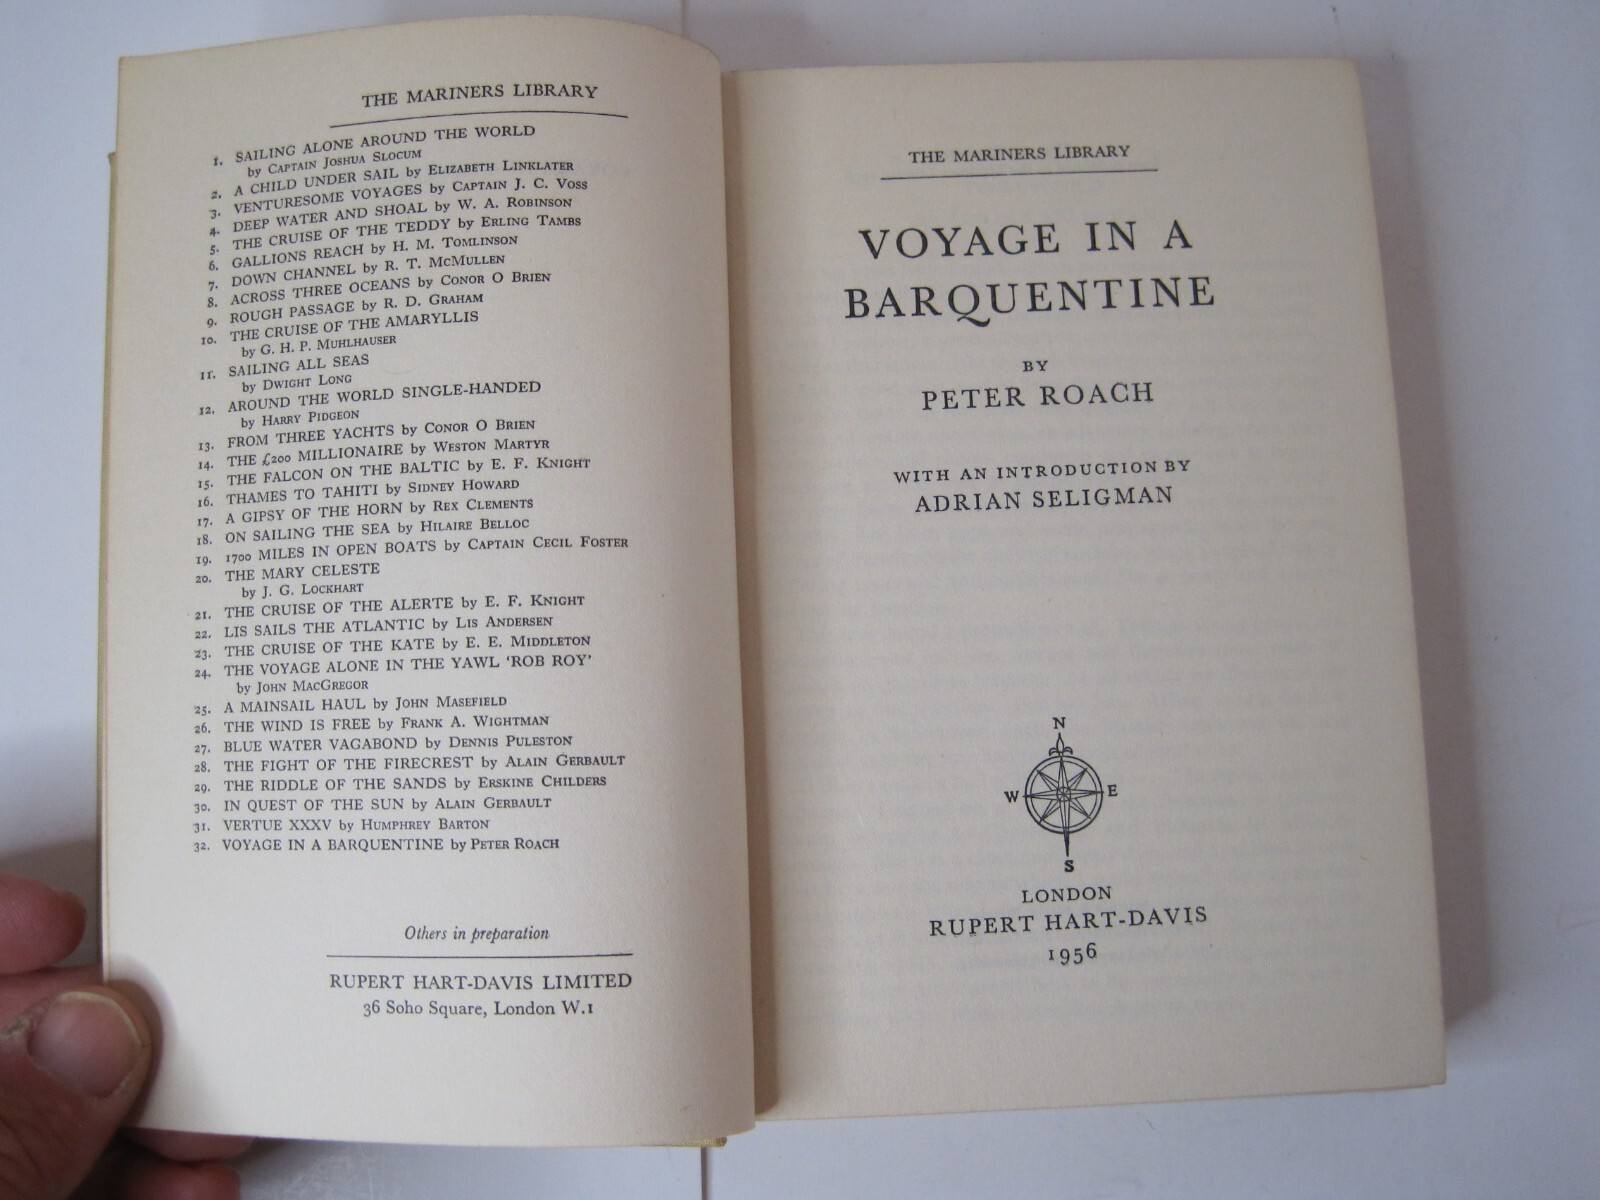 THE MARINERS LIBRARY
1. SAILING ALONE AROUND THE WORLD
by CAPTAIN JOSHUA SLOCUM
2. A CHILD UNDER SAIL by ELIZABETH LINKLATER
3. VENTURESOME VOYAGES by CAPTAIN J. C. VOSS
4. DEEP WATER AND SHOAL by W. A. ROBINSON
5. THE CRUISE OF THE TEDDY by ERLING TAMBS
6. GALLIONS REACH by H. M. TOMLINSON
7. DOWN CHANNEL by R. T. MCMULLEN
8. ACROSS THREE OCEANS by CONOR O BRIEN
9. ROUGH PASSAGE by R. D. GRAHAM
10. THE CRUISE OF THE AMARYLLIS
by G. H. P. MUHLHAUSER
11. SAILING ALL SEAS
by DWIGHT LONG
12. AROUND THE WORLD SINGLE-HANDED
by HARRY PIDGEON
13. FROM THREE YACHTS by CONOR O BRIEN
14. THE £200 MILLIONAIRE by WESTON MARTYR
15. THE FALCON ON THE BALTIC by E. F. KNIGHT
16. THAMES TO TAHITI by SIDNEY HOWARD
17. A GIPSY OF THE HORN by REX CLEMENTS
18. ON SAILING THE SEA by HILAIRE BELLOC
19. 1700 MILES IN OPEN BOATS by CAPTAIN CECIL FOSTER
20. THE MARY CELESTE
by J. G. LOCKHART
21. THE CRUISE OF THE ALERTE by E. F. KNIGHT
22. LIS SAILS THE ATLANTIC by LIS ANDERSEN
23. THE CRUISE OF THE KATE by E. E. MIDDLETON
24. THE VOYAGE ALONE IN THE YAWL 'ROB ROY'
by JOHN MACGREGOR
25. A MAINSAIL HAUL by JOHN MASEFIELD
26. THE WIND IS FREE by FRANK A. WIGHTMAN
27. BLUE WATER VAGABOND by DENNIS PULESTON
28. THE FIGHT OF THE FIRECREST by ALAIN GERBAULT
29. THE RIDDLE OF THE SANDS by ERSKINE CHILDERS
30. IN QUEST OF THE SUN by ALAIN GERBAULT
31. VERTUE XXXV by HUMPHREY BARTON
32. VOYAGE IN A BARQUENTINE by PETER ROACH
Others in preparation
RUPERT HART-DAVIS LIMITED
36 Soho Square, London W.1
THE MARINERS LIBRARY
VOYAGE IN A
BARQUENTINE
BY
PETER ROACH
WITH AN INTRODUCTION BY
ADRIAN SELIGMAN
N
W E
S
LONDON
RUPERT HART-DAVIS
1956